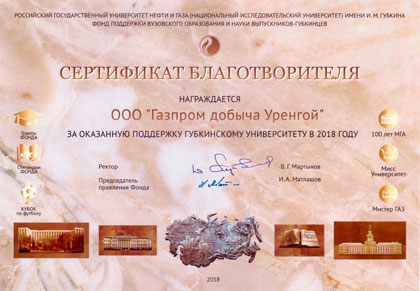 РОССИЙСКИЙ ГОСУДАРСТВЕННЫЙ УНИВЕРСИТЕТ НЕФТИ И ГАЗА (НАЦИОНАЛЬНЫЙ ИССЛЕДОВАТЕЛЬСКИЙ УНИВЕРСИТЕТ) ИМЕНИ И. М. ГУБКИНА
ФОНД ПОДДЕРЖКИ ВУЗОВСКОГО ОБРАЗОВАНИЯ И НАУКИ ВЫПУСКНИКОВ-ГУБКИНЦЕВ
СЕРТИФИКАТ БЛАГОТВОРИТЕЛЯ
НАГРАЖДАЕТСЯ
ООО "Газпром добыча Уренгой"
ЗА ОКАЗАННУЮ ПОДДЕРЖКУ ГУБКИНСКОМУ УНИВЕРСИТЕТУ В 2018 ГОДУ
Гранты
ФОНДА
100 лет МГА
Ректор
В. Г. Мартынов
Стипендии
ФОНДА
Председатель
правления Фонда
И. А. Матлашов
Мисс
Университет
КУБОК
по футболу
Мистер ГАЗ
2018